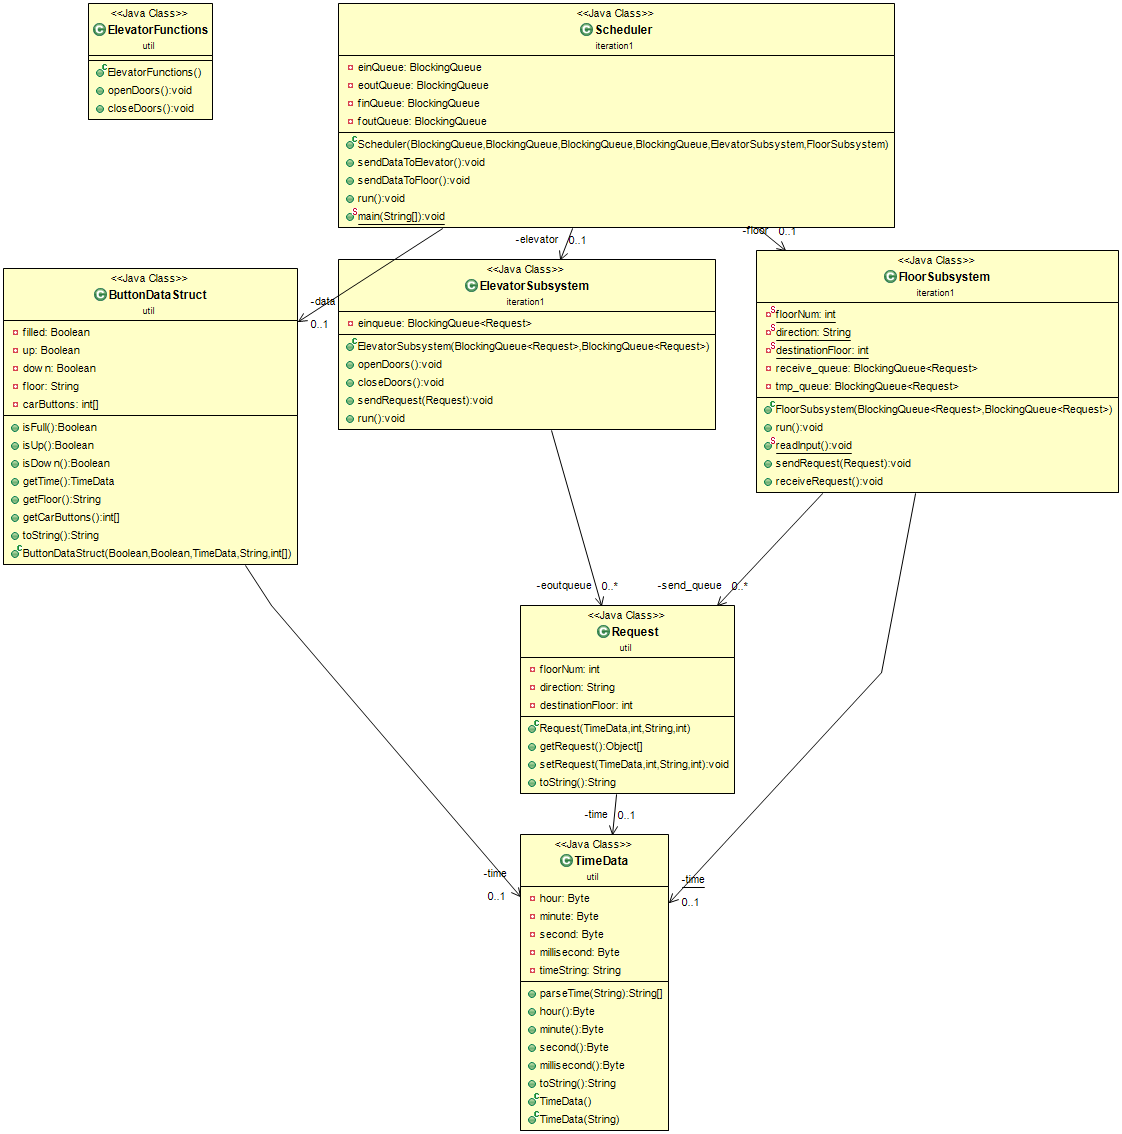 <<Java Class>>
ElevatorFunctions
util
ElevatorFunctions()
openDoors():void
closeDoors():void
<<Java Class>>
Scheduler
iteration1
einQueue: BlockingQueue
eoutQueue: BlockingQueue
finQueue: BlockingQueue
foutQueue: BlockingQueue
Scheduler(BlockingQueue,BlockingQueue,BlockingQueue,BlockingQueue,ElevatorSubsystem,FloorSubsystem)
sendDataToElevator():void
sendDataToFloor():void
run():void
main(String[]):void
-elevator 0..1
-floor 0..1
-data
0..1
<<Java Class>>
ButtonDataStruct
util
filled: Boolean
up: Boolean
down: Boolean
floor: String
carButtons: int[]
isFull():Boolean
isUp():Boolean
isDown():Boolean
getTime():TimeData
getFloor():String
getCarButtons():int[]
toString():String
ButtonDataStruct(Boolean,Boolean,TimeData,String,int[])
<<Java Class>>
ElevatorSubsystem
iteration1
einqueue: BlockingQueue<Request>
ElevatorSubsystem(BlockingQueue<Request>,BlockingQueue<Request>)
openDoors():void
closeDoors():void
sendRequest(Request):void
run():void
<<Java Class>>
FloorSubsystem
iteration1
floorNum: int
direction: String
destinationFloor: int
receive_queue: BlockingQueue<Request>
tmp_queue: BlockingQueue<Request>
FloorSubsystem(BlockingQueue<Request>,BlockingQueue<Request>)
run():void
readInput():void
sendRequest(Request):void
receiveRequest():void
-eoutqueue 0..*
-send_queue 0..*
<<Java Class>>
Request
util
floorNum: int
direction: String
destinationFloor: int
Request(TimeData,int,String,int)
getRequest():Object[]
setRequest(TimeData,int,String,int):void
toString():String
-time 0..1
-time
0..1
-time
0..1
<<Java Class>>
TimeData
util
hour: Byte
minute: Byte
second: Byte
millisecond: Byte
timeString: String
parseTime(String):String[]
hour():Byte
minute():Byte
second():Byte
millisecond():Byte
toString():String
TimeData()
TimeData(String)